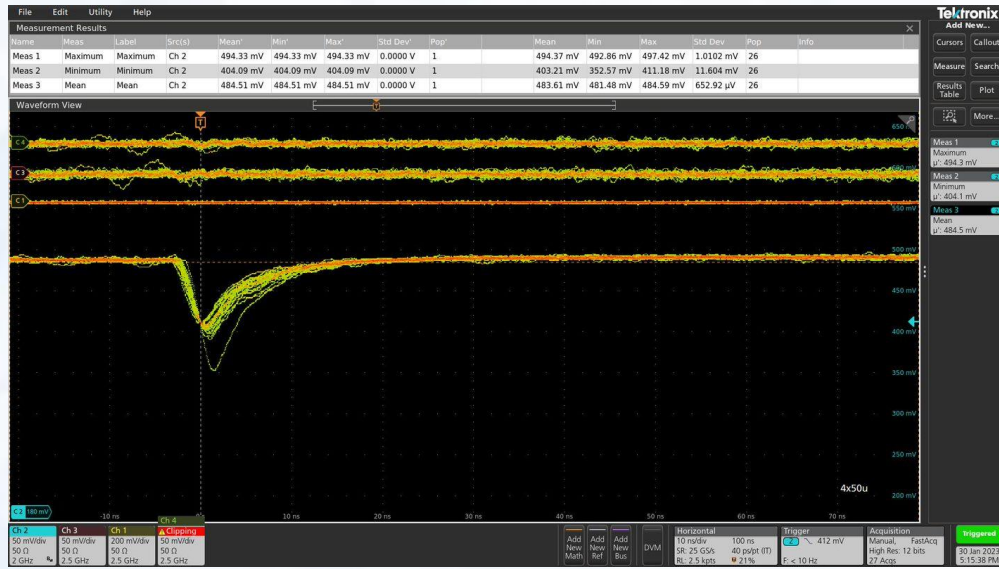 File Edit Utility Help
Tektronix
Measurement Results
Add New...
Name Meas Label Src(s) Mean' Min' Max' Std Dev' Pop' Mean Min Max Std Dev Pop Info
Cursors Callout
Meas 1 Maximum Maximum Ch 2 494.33 mV 494.33 mV 494.33 mV 0.0000 V 1 494.37 mV 492.86 mV 497.42 mV 1.0102 mV 26
Meas 2 Minimum Minimum Ch 2 404.09 mV 404.09 mV 404.09 mV 0.0000 V 1 403.21 mV 352.57 mV 411.18 mV 11.604 mV 26
Measure Search
Meas 3 Mean Mean Ch 2 484.51 mV 484.51 mV 484.51 mV 0.0000 V 1 483.61 mV 481.48 mV 484.59 mV 652.92 µV 26
Results Table Plot
Waveform View
More...
T
C4
C3
C1
550 mV
500 mV
450 mV
400 mV
350 mV
300 mV
250 mV
200 mV
Meas 1 2
Maximum
µ': 494.3 mV
Meas 2 2
Minimum
µ': 404.1 mV
Meas 3 2
Mean
µ': 484.5 mV
4x50u
C2 180 mV
-10 ns 10 ns 20 ns 30 ns 40 ns 50 ns 60 ns 70 ns
Ch 2
50 mV/div
50 Ω
2 GHz
Ch 3
50 mV/div
50 Ω
2.5 GHz
Ch 1
200 mV/div
50 Ω
2.5 GHz
Ch 4
Clipping
50 mV/div
50 Ω
2.5 GHz
Add New Math
Add New Ref
Add New Bus
DVM
Horizontal
10 ns/div 100 ns
SR: 25 GS/s 40 ps/pt (IT)
RL: 2.5 kpts 21%
Trigger
2 412 mV
F: < 10 Hz
Acquisition
Manual, FastAcq
High Res: 12 bits
27 Acqs
Triggered
30 Jan 2023
5:15:38 PM